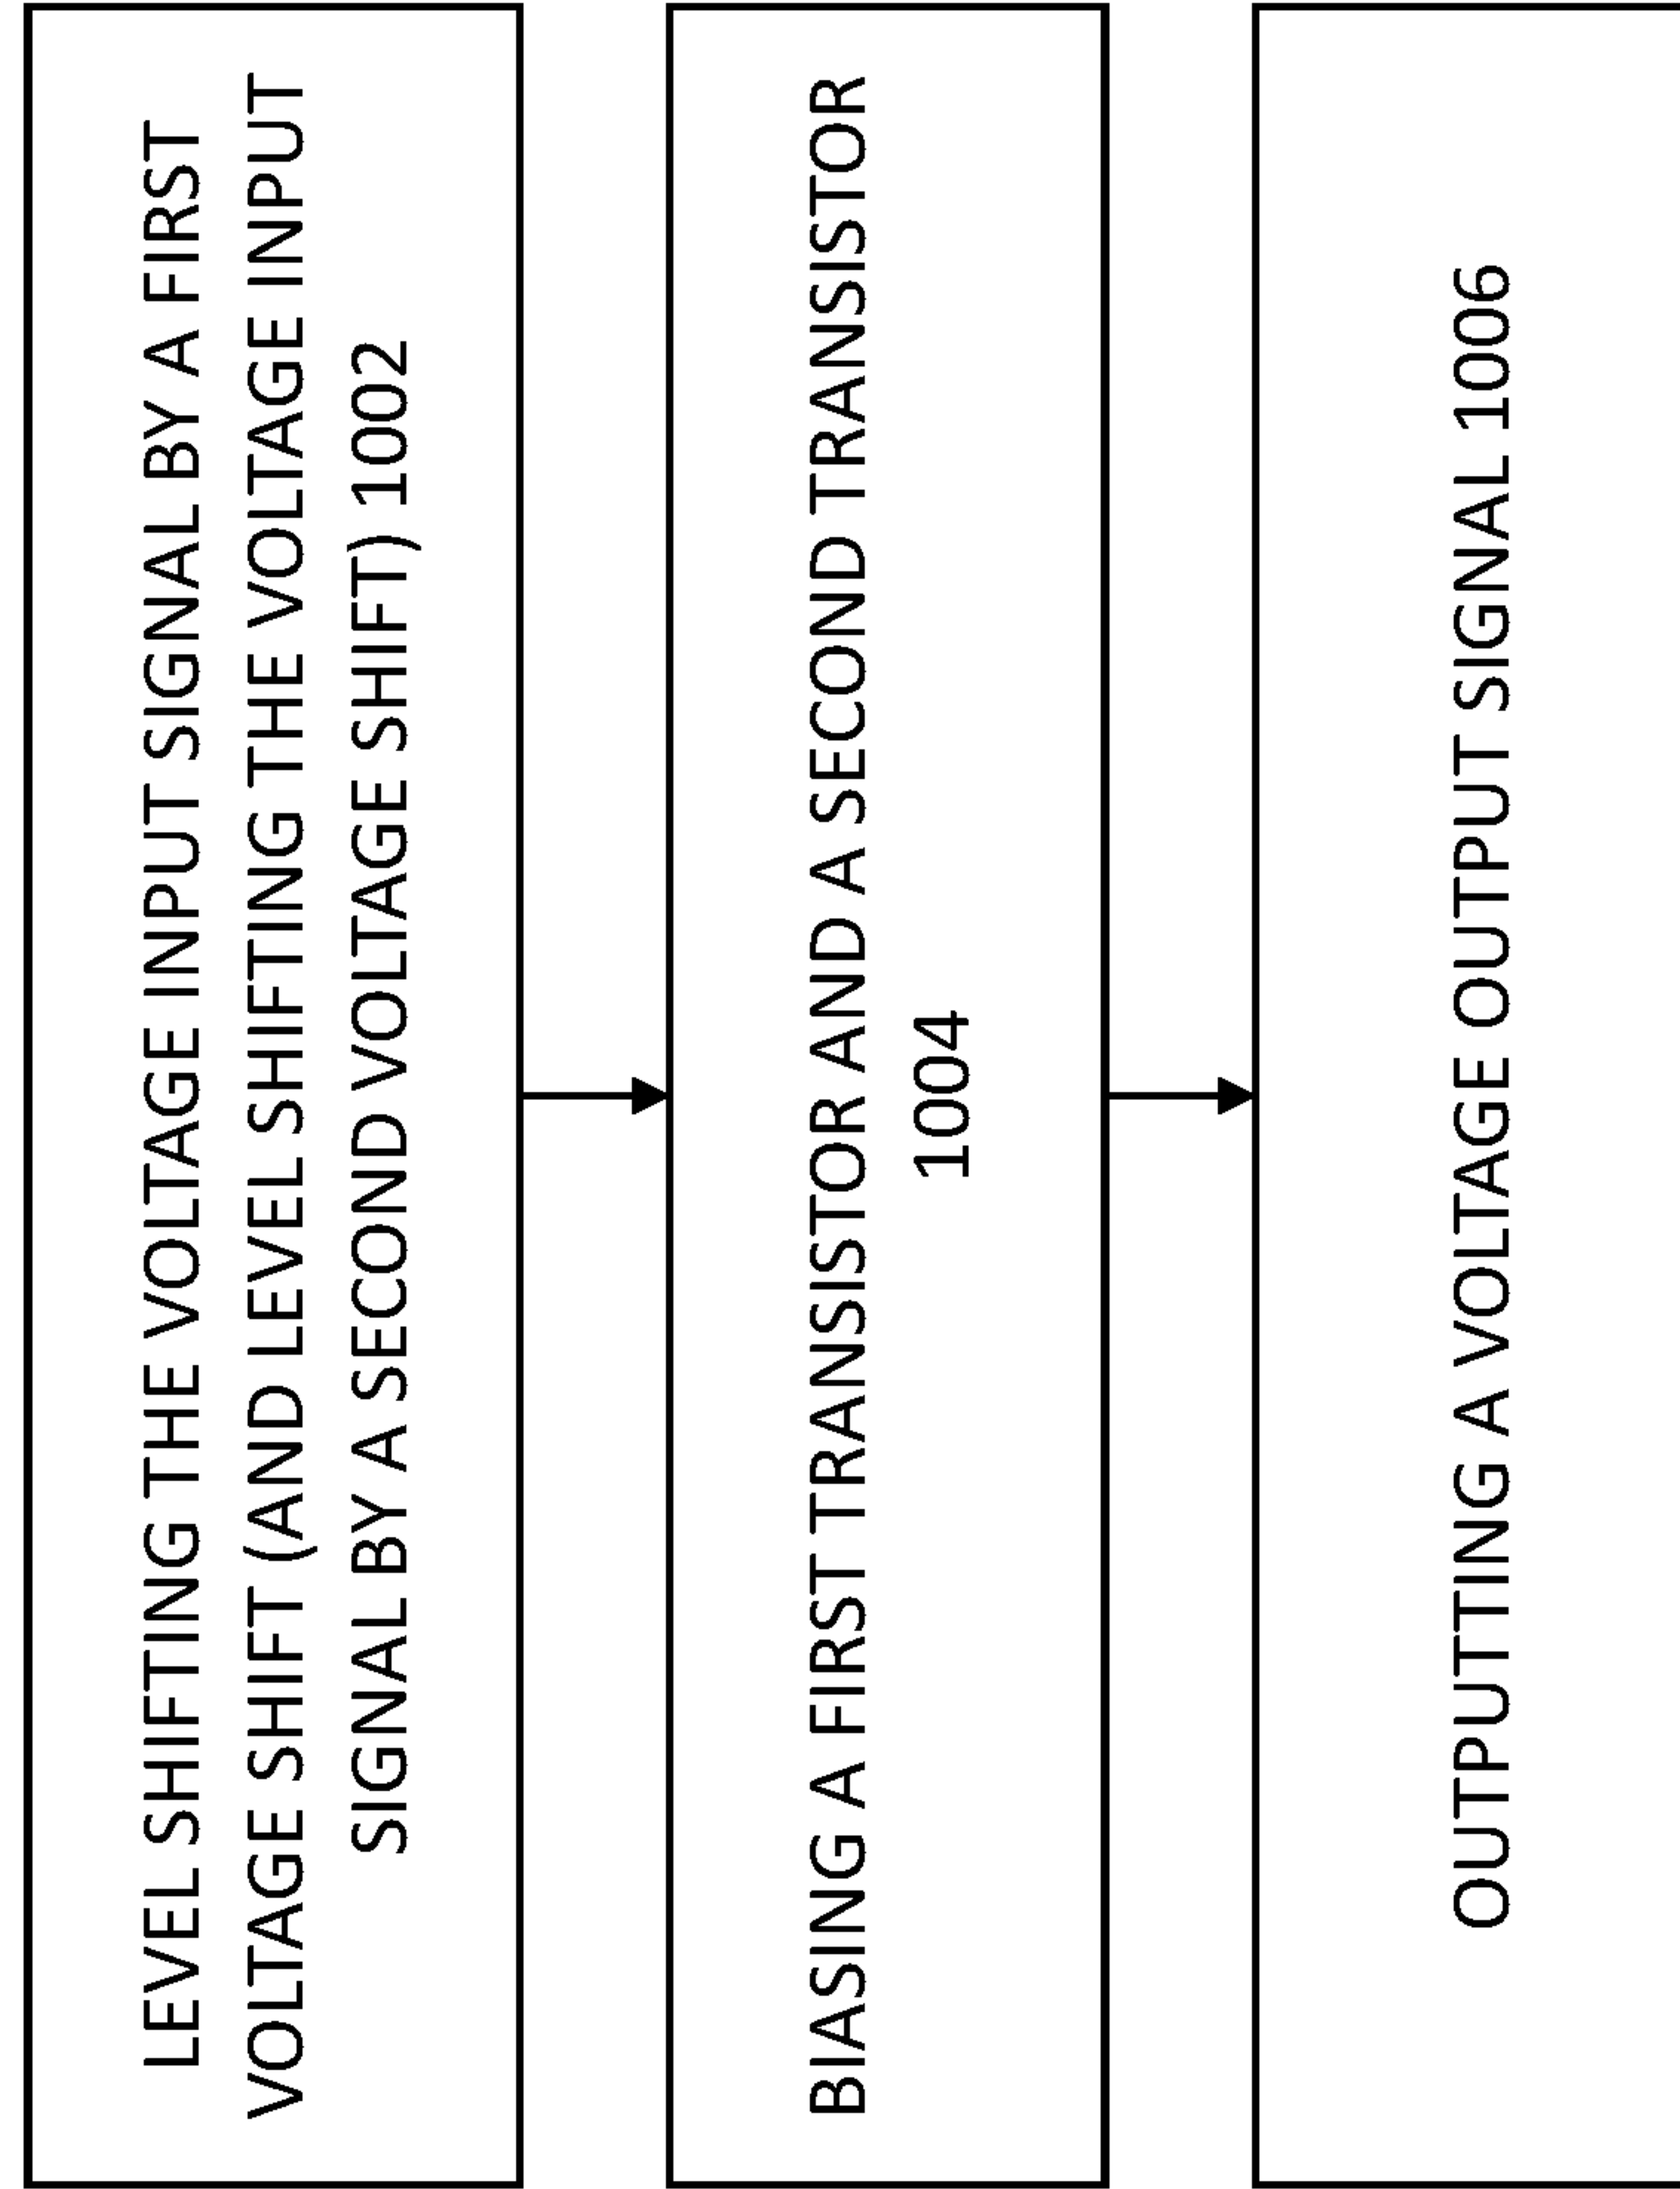 LEVEL SHIFTING THE VOLTAGE INPUT SIGNAL BY A FIRST
VOLTAGE SHIFT (AND LEVEL SHIFTING THE VOLTAGE INPUT
SIGNAL BY A SECOND VOLTAGE SHIFT) 1002
BIASING A FIRST TRANSISTOR AND A SECOND TRANSISTOR
1004
OUTPUTTING A VOLTAGE OUTPUT SIGNAL 1006